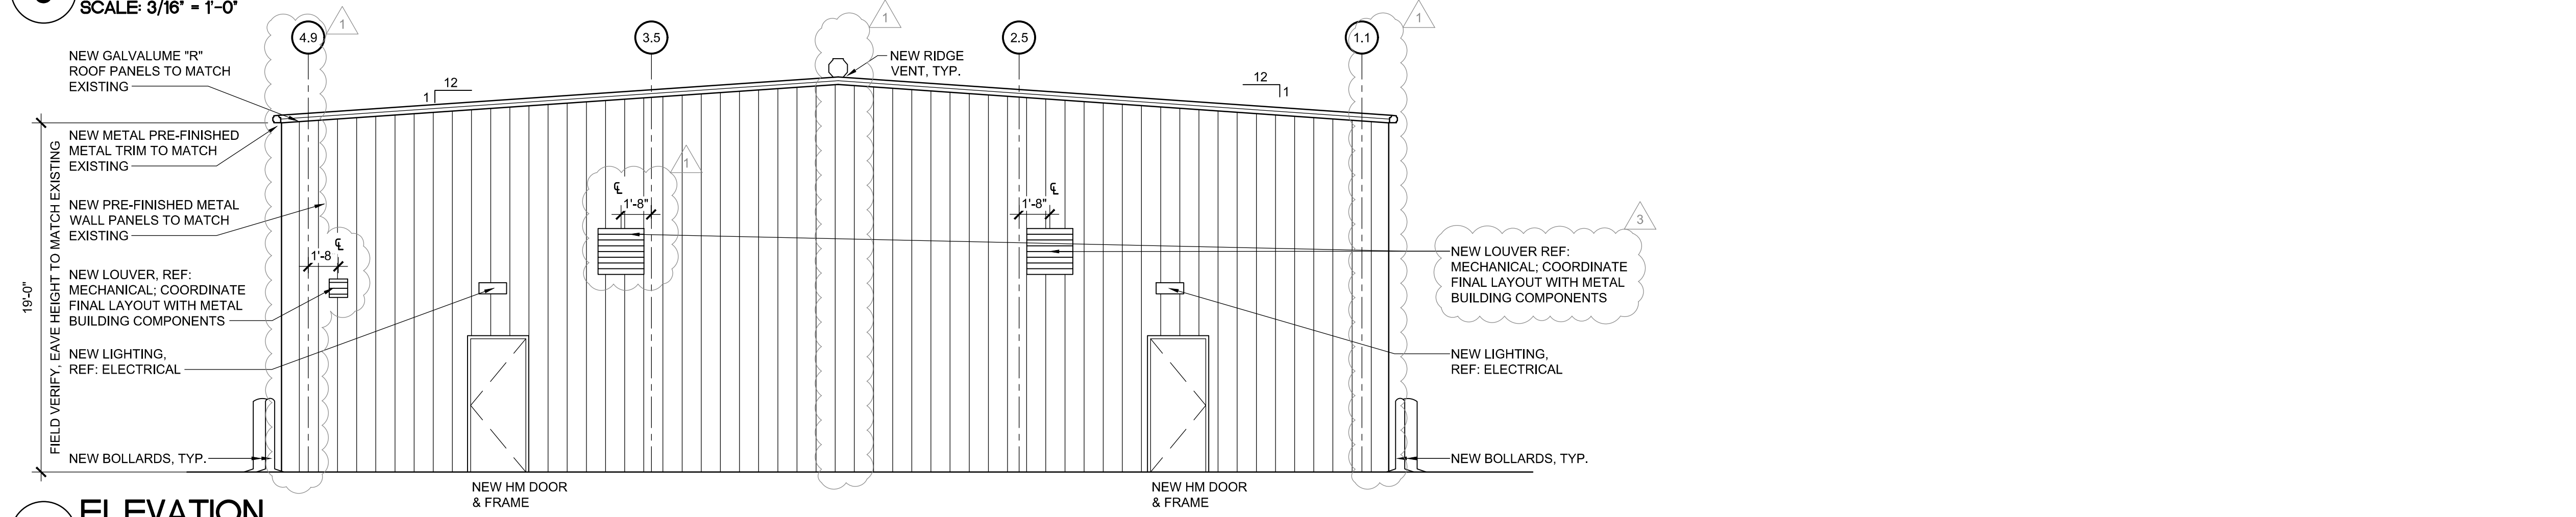 SCALE: 3/16" = 1'-0"
1
1
1
4.9
3.5
2.5
1.1
NEW GALVALUME "R"
ROOF PANELS TO MATCH
EXISTING
12
1
NEW RIDGE
VENT, TYP.
12
1
NEW METAL PRE-FINISHED
METAL TRIM TO MATCH
EXISTING
1
NEW PRE-FINISHED METAL
WALL PANELS TO MATCH
EXISTING
℄
1'-8"
℄
1'-8"
3
℄
1'-8
NEW LOUVER REF:
MECHANICAL; COORDINATE
FINAL LAYOUT WITH METAL
BUILDING COMPONENTS
NEW LOUVER, REF:
MECHANICAL; COORDINATE
FINAL LAYOUT WITH METAL
BUILDING COMPONENTS
19'-0"
FIELD VERIFY, EAVE HEIGHT TO MATCH EXISTING
NEW LIGHTING,
REF: ELECTRICAL
NEW LIGHTING,
REF: ELECTRICAL
NEW BOLLARDS, TYP.
NEW BOLLARDS, TYP.
NEW HM DOOR
& FRAME
NEW HM DOOR
& FRAME
ELEVATION